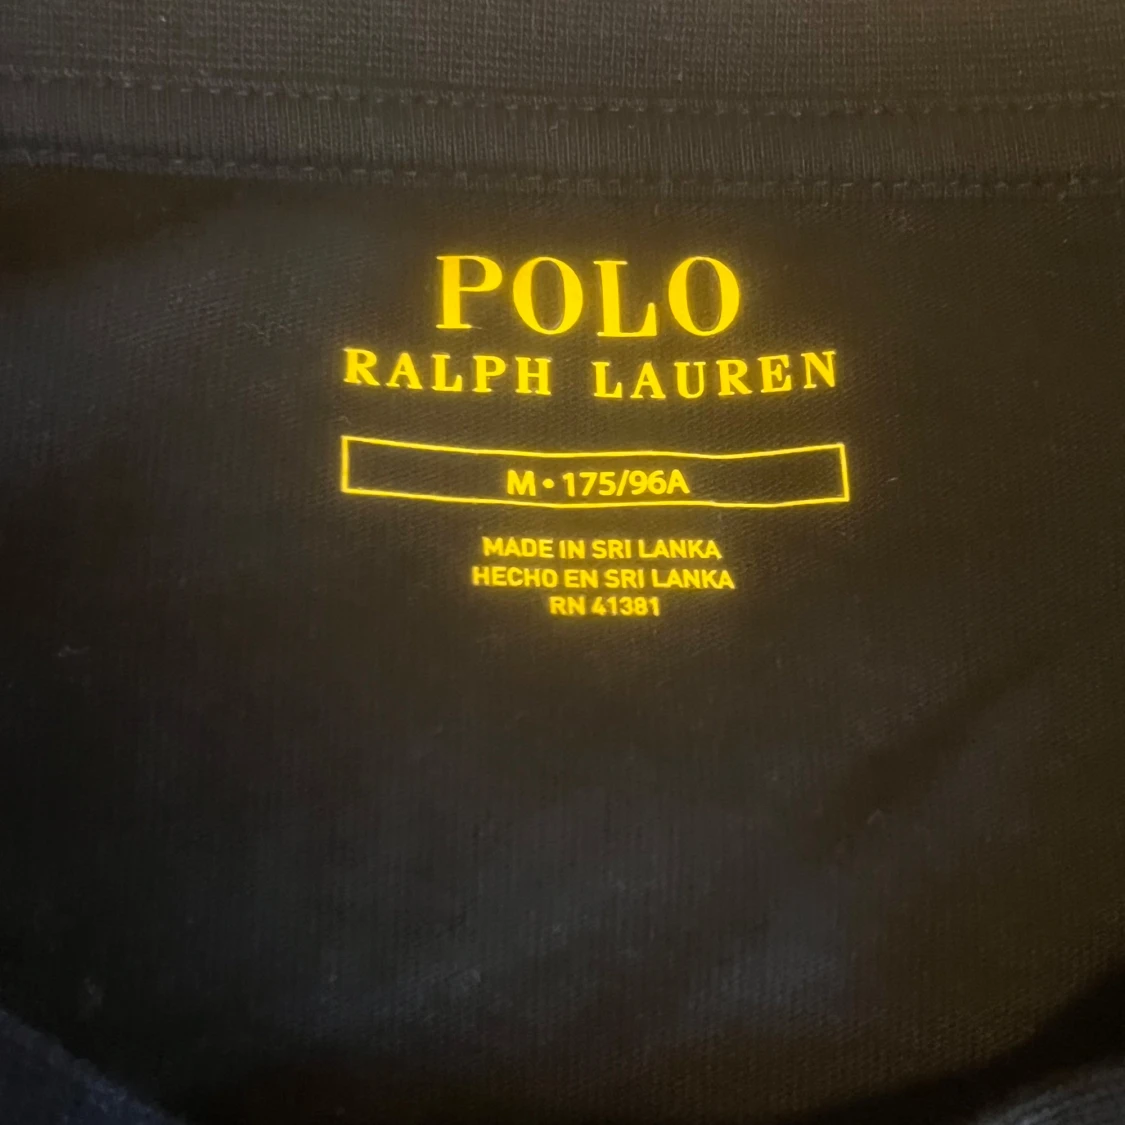 POLO
RALPH LAUREN
M • 175/96A
MADE IN SRI LANKA
HECHO EN SRI LANKA
RN 41381